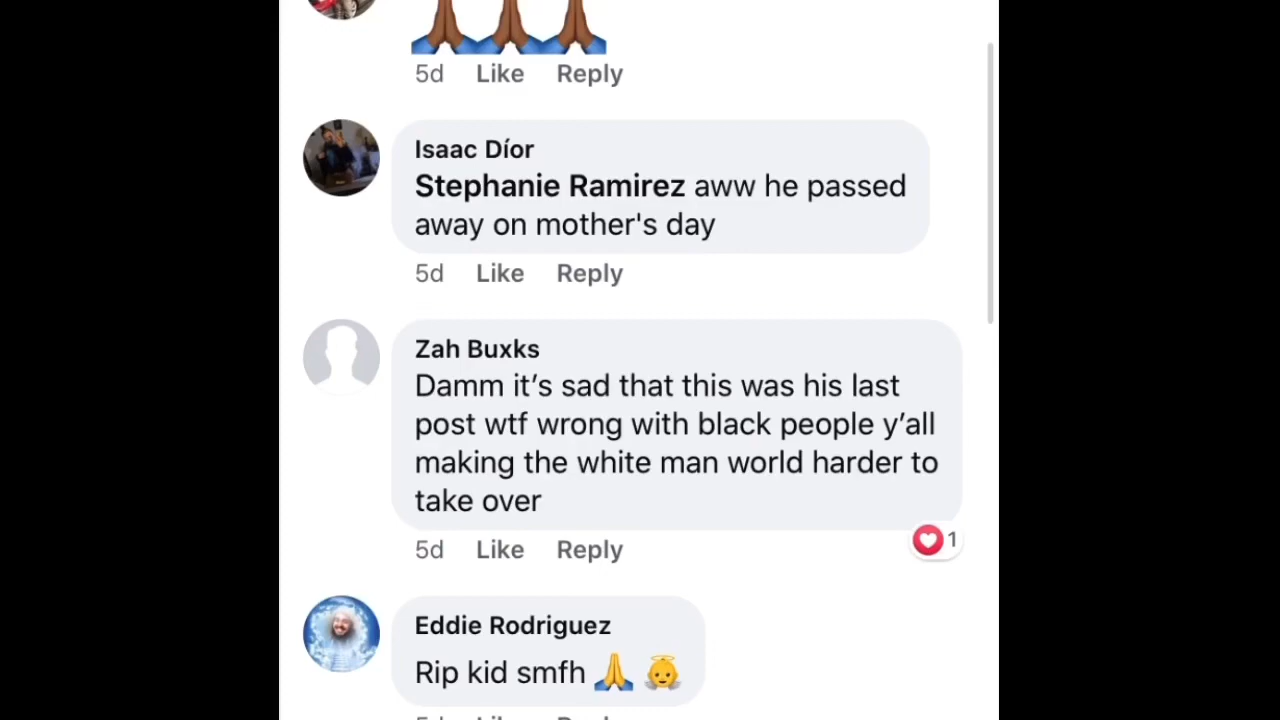 5d Like Reply
Isaac Díor
Stephanie Ramirez aww he passed
away on mother's day
5d Like Reply
Zah Buxks
Damm it’s sad that this was his last
post wtf wrong with black people y’all
making the white man world harder to
take over
5d Like Reply
1
Eddie Rodriguez
Rip kid smfh 🙏 👼